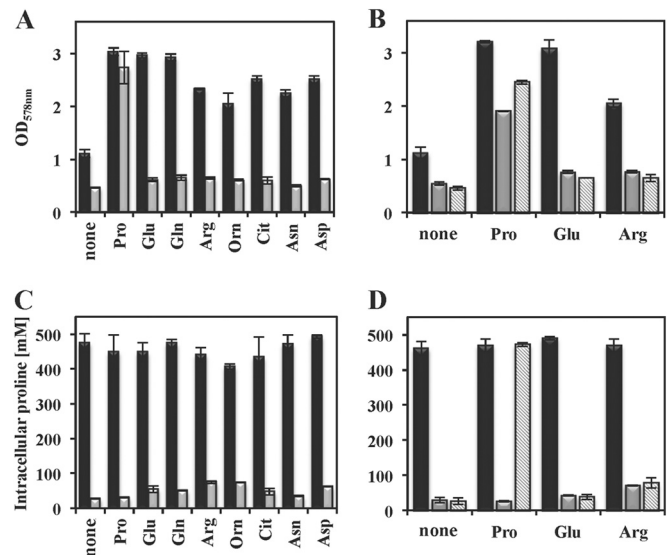 A
B
OD578nm
3
2
1
0
none Pro Glu Gln Arg Orn Cit Asn Asp
4
3
2
1
0
none Pro Glu Arg
C
D
Intracellular proline [mM]
500
400
300
200
100
0
none Pro Glu Gln Arg Orn Cit Asn Asp
500
400
300
200
100
0
none Pro Glu Arg